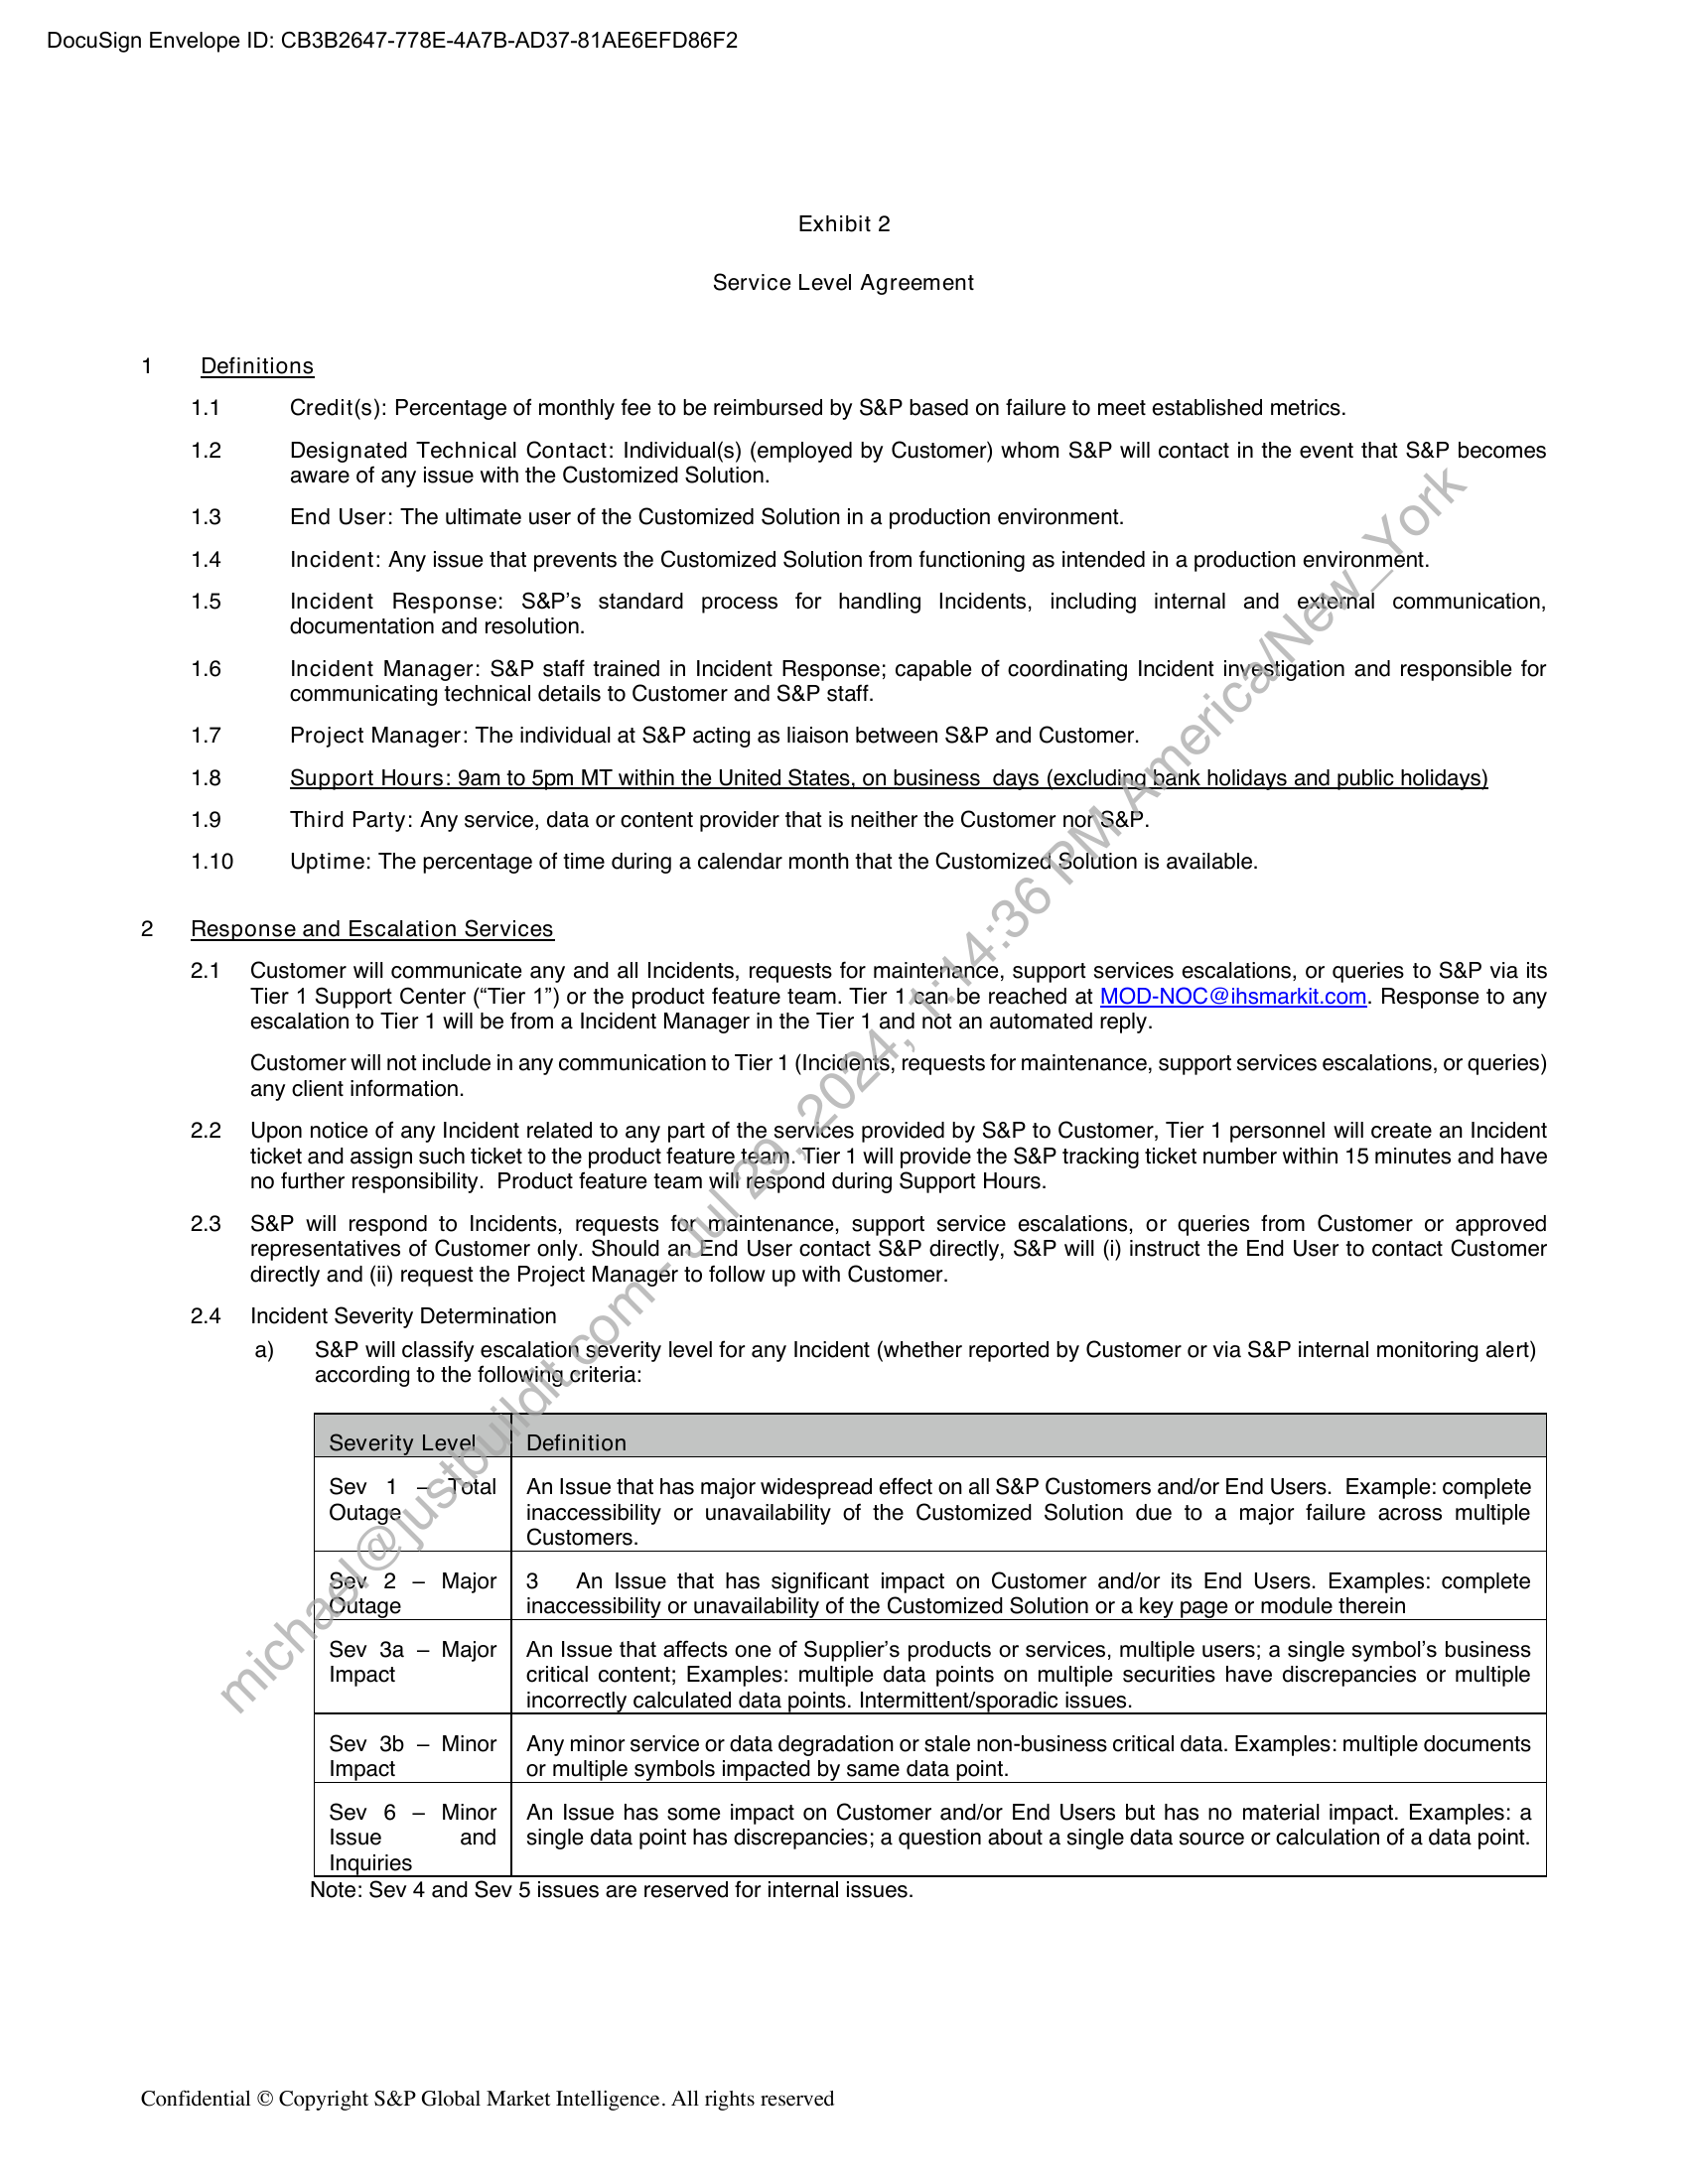 DocuSign Envelope ID: CB3B2647-778E-4A7B-AD37-81AE6EFD86F2
Exhibit 2
Service Level Agreement
1 Definitions
1.1 Credit(s): Percentage of monthly fee to be reimbursed by S&P based on failure to meet established metrics.
1.2 Designated Technical Contact: Individual(s) (employed by Customer) whom S&P will contact in the event that S&P becomes
aware of any issue with the Customized Solution.
1.3 End User: The ultimate user of the Customized Solution in a production environment.
1.4 Incident: Any issue that prevents the Customized Solution from functioning as intended in a production environment.
1.5 Incident Response: S&P’s standard process for handling Incidents, including internal and external communication,
documentation and resolution.
1.6 Incident Manager: S&P staff trained in Incident Response; capable of coordinating Incident investigation and responsible for
communicating technical details to Customer and S&P staff.
1.7 Project Manager: The individual at S&P acting as liaison between S&P and Customer.
1.8 Support Hours: 9am to 5pm MT within the United States, on business days (excluding bank holidays and public holidays)
1.9 Third Party: Any service, data or content provider that is neither the Customer nor S&P.
1.10 Uptime: The percentage of time during a calendar month that the Customized Solution is available.
2 Response and Escalation Services
2.1 Customer will communicate any and all Incidents, requests for maintenance, support services escalations, or queries to S&P via its
Tier 1 Support Center (“Tier 1”) or the product feature team. Tier 1 can be reached at MOD-NOC@ihsmarkit.com. Response to any
escalation to Tier 1 will be from a Incident Manager in the Tier 1 and not an automated reply.
Customer will not include in any communication to Tier 1 (Incidents, requests for maintenance, support services escalations, or queries)
any client information.
2.2 Upon notice of any Incident related to any part of the services provided by S&P to Customer, Tier 1 personnel will create an Incident
ticket and assign such ticket to the product feature team. Tier 1 will provide the S&P tracking ticket number within 15 minutes and have
no further responsibility. Product feature team will respond during Support Hours.
2.3 S&P will respond to Incidents, requests for maintenance, support service escalations, or queries from Customer or approved
representatives of Customer only. Should an End User contact S&P directly, S&P will (i) instruct the End User to contact Customer
directly and (ii) request the Project Manager to follow up with Customer.
2.4 Incident Severity Determination
a) S&P will classify escalation severity level for any Incident (whether reported by Customer or via S&P internal monitoring alert)
according to the following criteria:
Severity Level Definition
Sev 1 – Total An Issue that has major widespread effect on all S&P Customers and/or End Users. Example: complete
Outage inaccessibility or unavailability of the Customized Solution due to a major failure across multiple
Customers.
Sev 2 – Major 3 An Issue that has significant impact on Customer and/or its End Users. Examples: complete
Outage inaccessibility or unavailability of the Customized Solution or a key page or module therein
Sev 3a – Major An Issue that affects one of Supplier’s products or services, multiple users; a single symbol’s business
Impact critical content; Examples: multiple data points on multiple securities have discrepancies or multiple
incorrectly calculated data points. Intermittent/sporadic issues.
Sev 3b – Minor Any minor service or data degradation or stale non-business critical data. Examples: multiple documents
Impact or multiple symbols impacted by same data point.
Sev 6 – Minor An Issue has some impact on Customer and/or End Users but has no material impact. Examples: a
Issue and single data point has discrepancies; a question about a single data source or calculation of a data point.
Inquiries
Note: Sev 4 and Sev 5 issues are reserved for internal issues.
Confidential © Copyright S&P Global Market Intelligence. All rights reserved
michael@justbuildit.com - Jul 29, 2024, 1:14:36 PM America/New_York